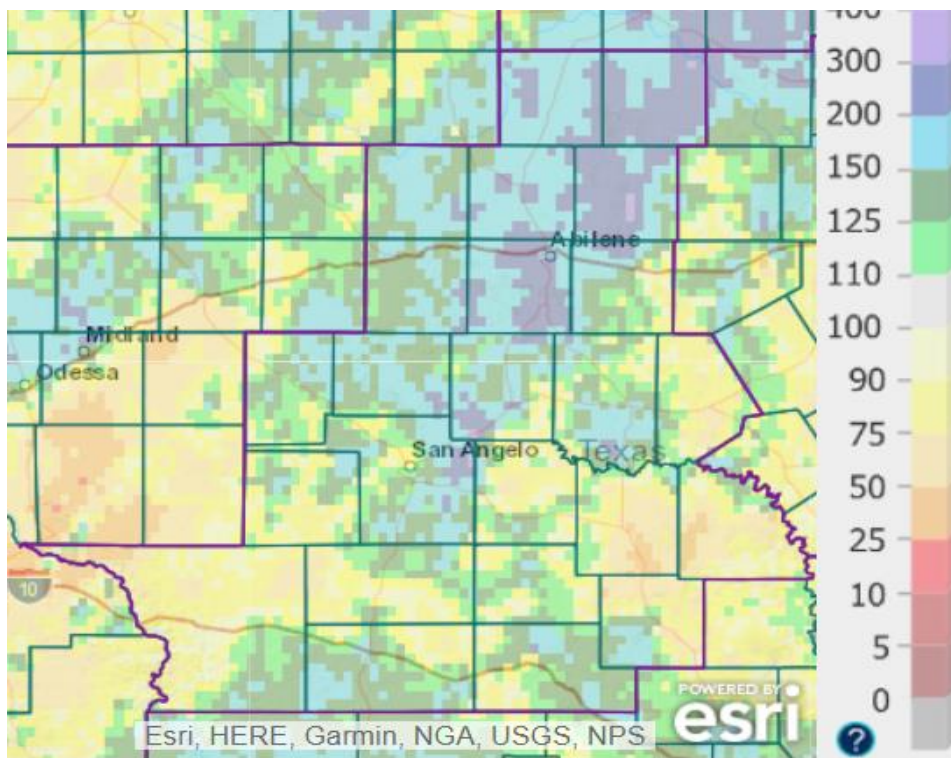 400
300
200
150
125
110
100
90
75
50
25
10
5
0
Abilene
Midland
Odessa
San Angelo
Texas
10
POWERED BY
esri
Esri, HERE, Garmin, NGA, USGS, NPS
?